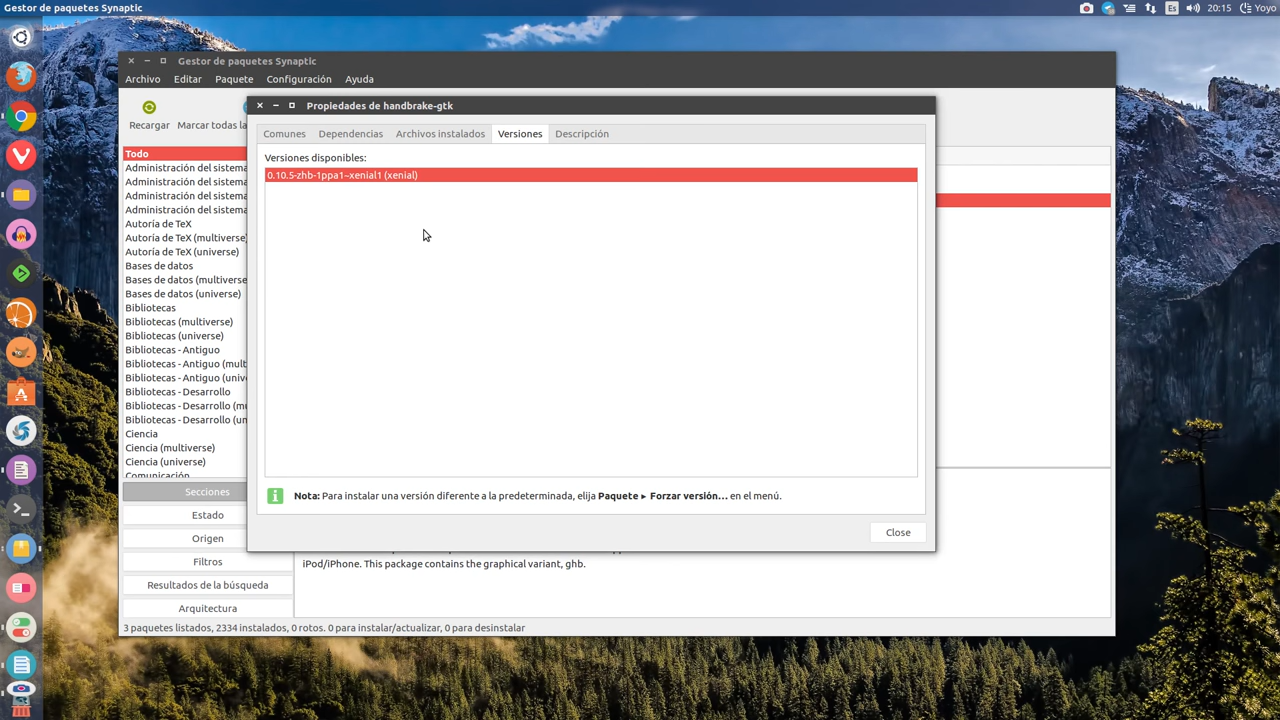 Gestor de paquetes Synaptic
Es
20:15
Yoyo
Gestor de paquetes Synaptic
Archivo Editar Paquete Configuración Ayuda
Recargar
Marcar todas la
Propiedades de handbrake-gtk
Comunes Dependencias Archivos instalados Versiones Descripción
Versiones disponibles:
0.10.5-zhb-1ppa1~xenial1 (xenial)
Nota: Para instalar una versión diferente a la predeterminada, elija Paquete ▸ Forzar versión... en el menú.
Close
Todo
Administración del sistema
Administración del sistema
Administración del sistema
Administración del sistema
Autoría de TeX
Autoría de TeX (multiverse)
Autoría de TeX (universe)
Bases de datos
Bases de datos (multiverse
Bases de datos (universe)
Bibliotecas
Bibliotecas (multiverse)
Bibliotecas (universe)
Bibliotecas - Antiguo
Bibliotecas - Antiguo (mult
Bibliotecas - Antiguo (univ
Bibliotecas - Desarrollo
Bibliotecas - Desarrollo (m
Bibliotecas - Desarrollo (un
Ciencia
Ciencia (multiverse)
Ciencia (universe)
Comunicación
Secciones
Estado
Origen
Filtros
Resultados de la búsqueda
Arquitectura
iPod/iPhone. This package contains the graphical variant, ghb.
3 paquetes listados, 2334 instalados, 0 rotos. 0 para instalar/actualizar, 0 para desinstalar